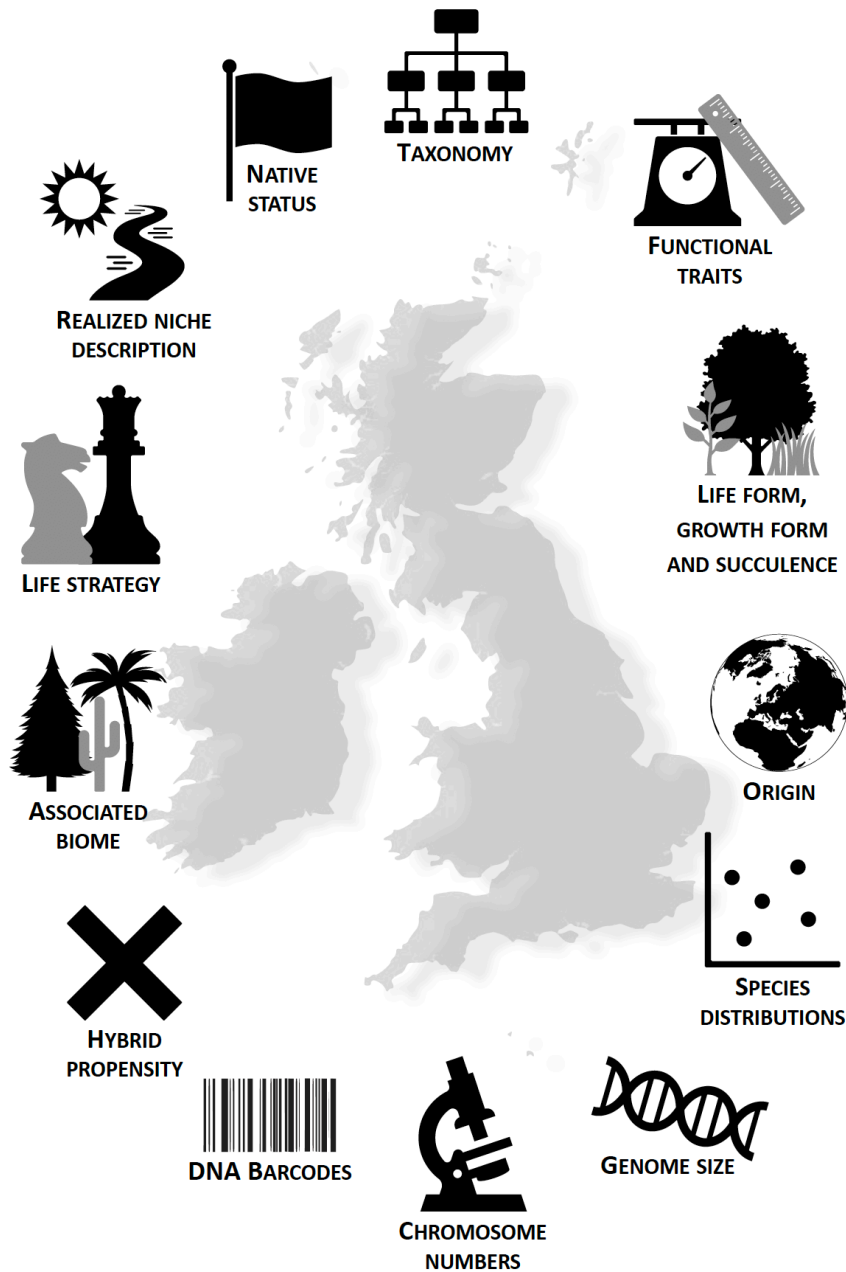 TAXONOMY
NATIVE
STATUS
FUNCTIONAL
TRAITS
REALIZED NICHE
DESCRIPTION
LIFE FORM,
GROWTH FORM
AND SUCCULENCE
LIFE STRATEGY
ORIGIN
ASSOCIATED
BIOME
SPECIES
DISTRIBUTIONS
HYBRID
PROPENSITY
DNA BARCODES
GENOME SIZE
CHROMOSOME
NUMBERS